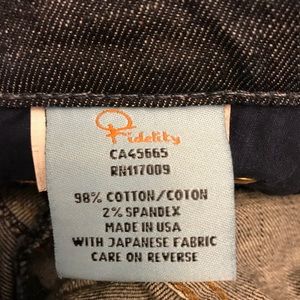 Fidelity
CA45665
RN117009
98% COTTON/COTON
2% SPANDEX
MADE IN USA
WITH JAPANESE FABRIC
CARE ON REVERSE